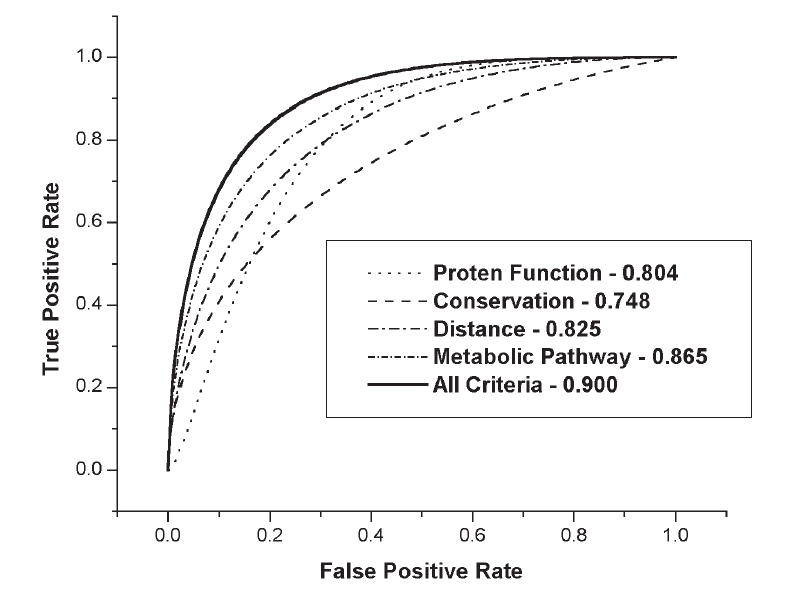 1.0
0.8
0.6
0.4
0.2
0.0
True Positive Rate
Proten Function - 0.804
Conservation - 0.748
Distance - 0.825
Metabolic Pathway - 0.865
All Criteria - 0.900
0.0 0.2 0.4 0.6 0.8 1.0
False Positive Rate